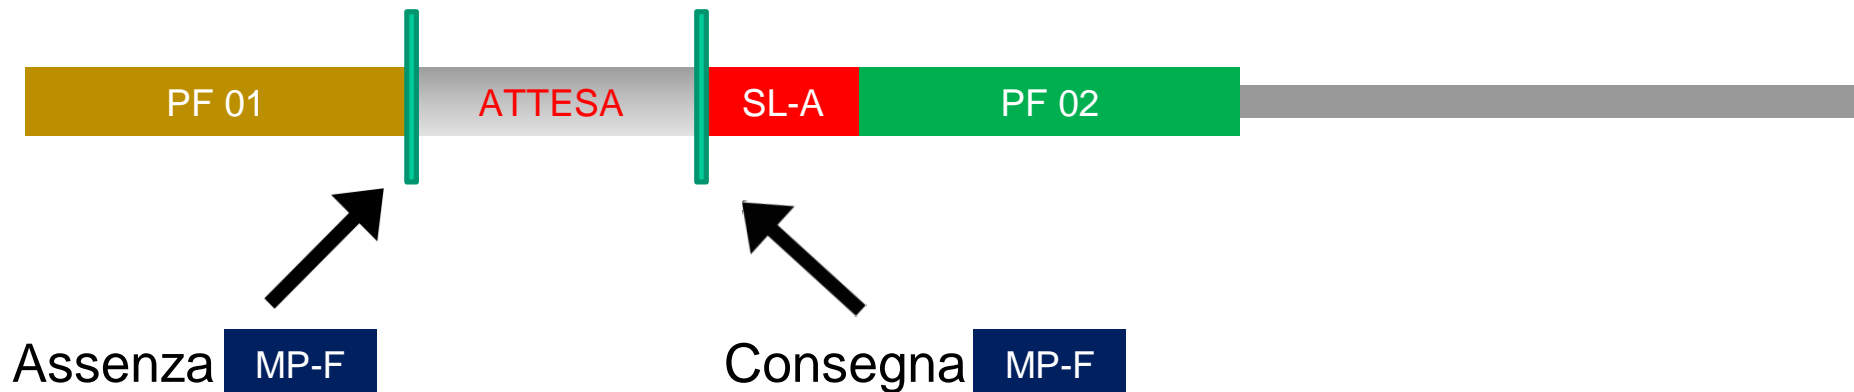 PF 01 ATTESA SL-A PF 02
Assenza MP-F Consegna MP-F